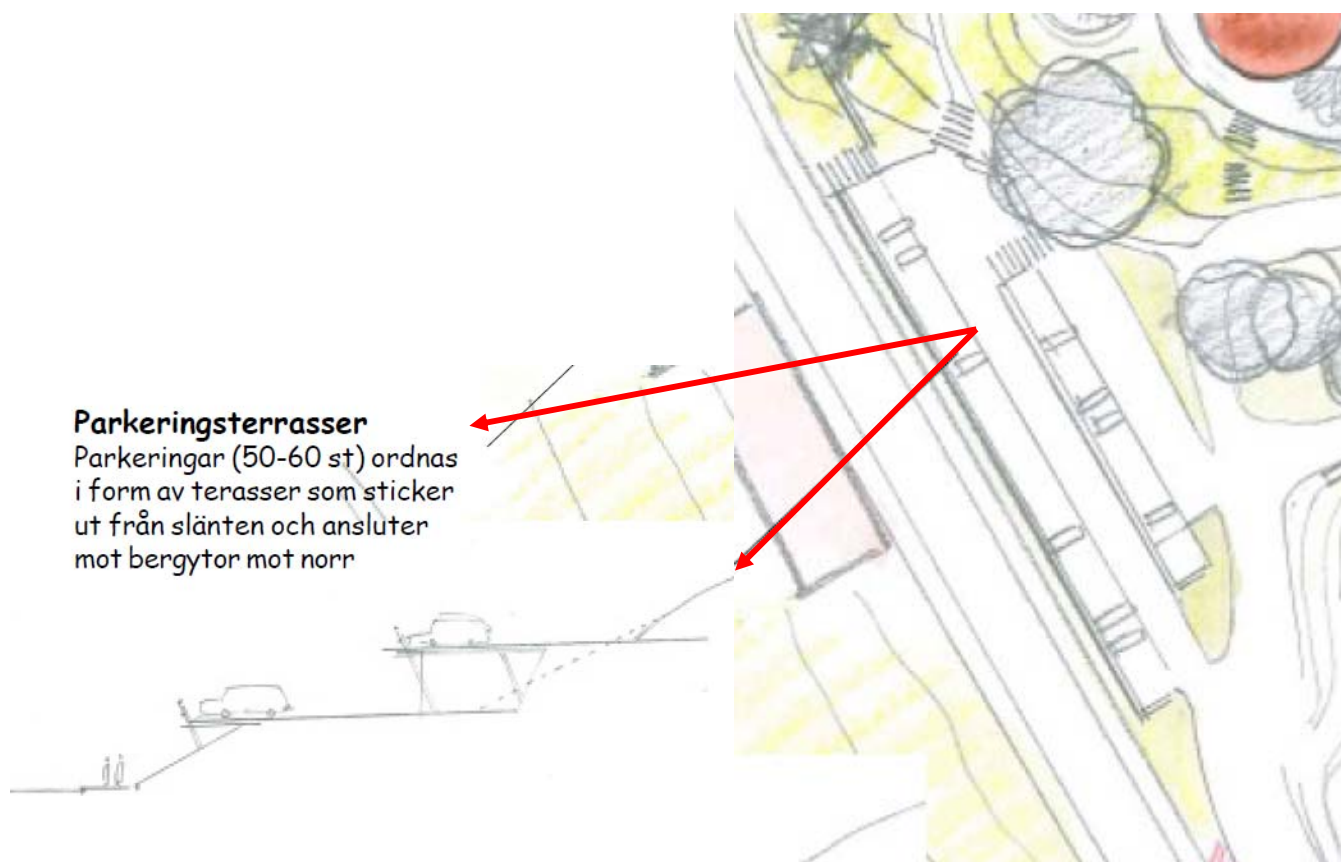 Parkeringsterrasser
Parkeringar (50-60 st) ordnas
i form av terasser som sticker
ut från slänten och ansluter
mot bergytor mot norr